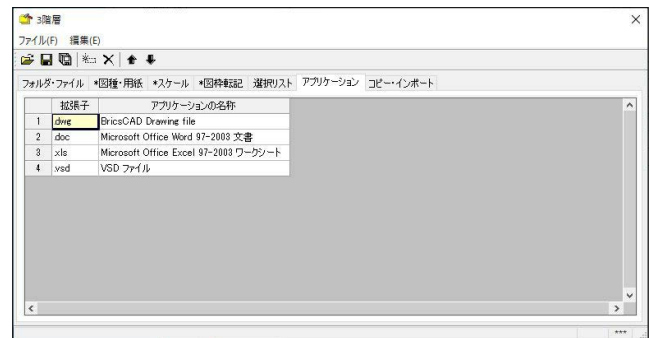 3階層
ファイル(F) 編集(E)
フォルダ・ファイル *図種・用紙 *スケール *図枠転記 選択リスト アプリケーション コピー・インポート
拡張子 アプリケーションの名称
1 dwg BricsCAD Drawing file
2 doc Microsoft Office Word 97-2003 文書
3 xls Microsoft Office Excel 97-2003 ワークシート
4 vsd VSD ファイル
***